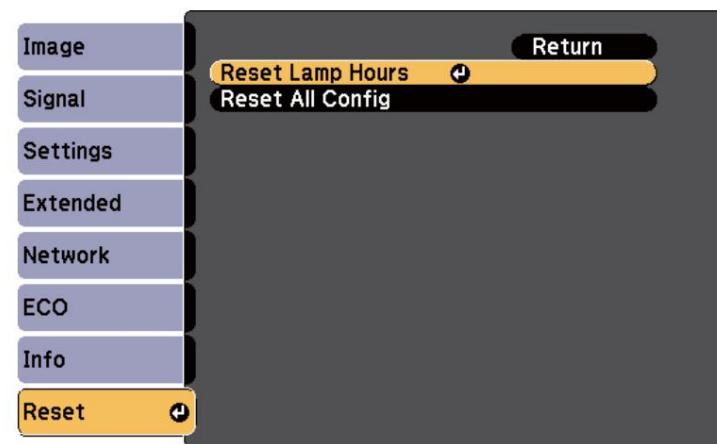 Image
Signal
Settings
Extended
Network
ECO
Info
Reset
Return
Reset Lamp Hours
Reset All Config